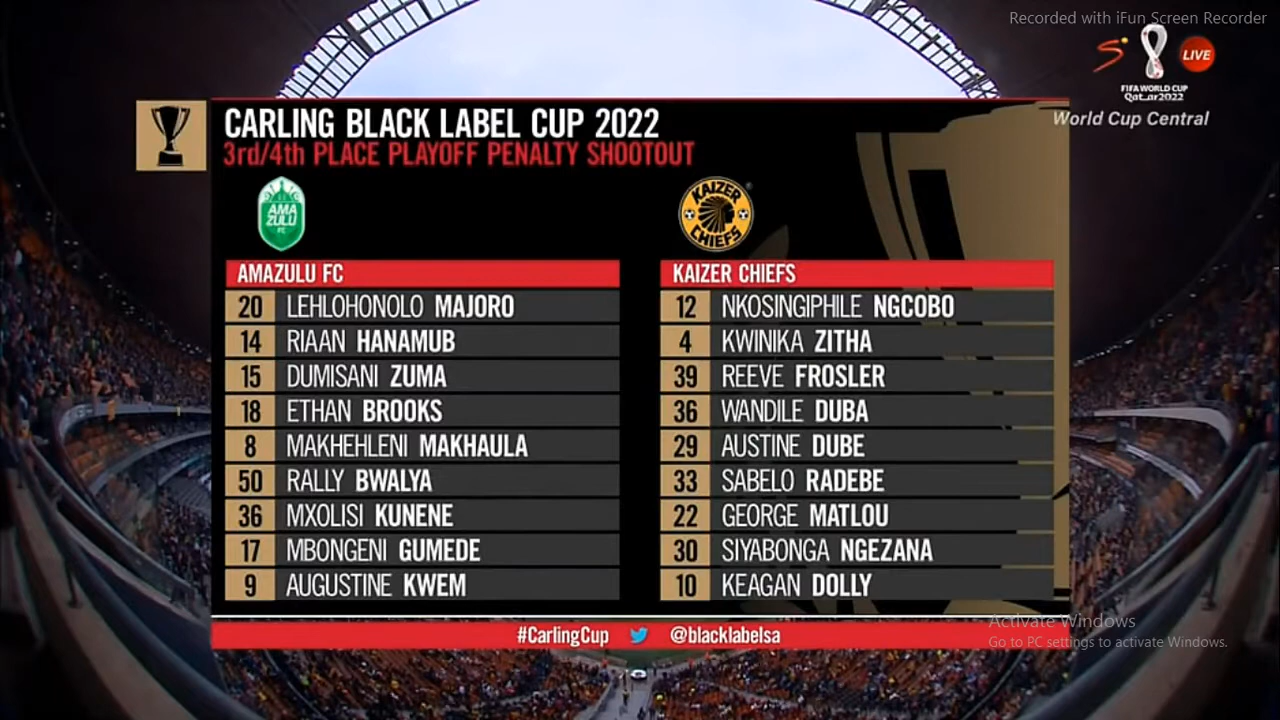 Recorded with iFun Screen Recorder
LIVE
FIFA WORLD CUP
Qatar2022
World Cup Central
CARLING BLACK LABEL CUP 2022
3rd/4th PLACE PLAYOFF PENALTY SHOOTOUT
AMA
ZULU
FC
KAIZER
CHIEFS
AMAZULU FC
20 LEHLOHONOLO MAJORO
14 RIAAN HANAMUB
15 DUMISANI ZUMA
18 ETHAN BROOKS
8 MAKHEHLENI MAKHAULA
50 RALLY BWALYA
36 MXOLISI KUNENE
17 MBONGENI GUMEDE
9 AUGUSTINE KWEM
KAIZER CHIEFS
12 NKOSINGIPHILE NGCOBO
4 KWINIKA ZITHA
39 REEVE FROSLER
36 WANDILE DUBA
29 AUSTINE DUBE
33 SABELO RADEBE
22 GEORGE MATLOU
30 SIYABONGA NGEZANA
10 KEAGAN DOLLY
#CarlingCup @blacklabelsa
Activate Windows
Go to PC settings to activate Windows.